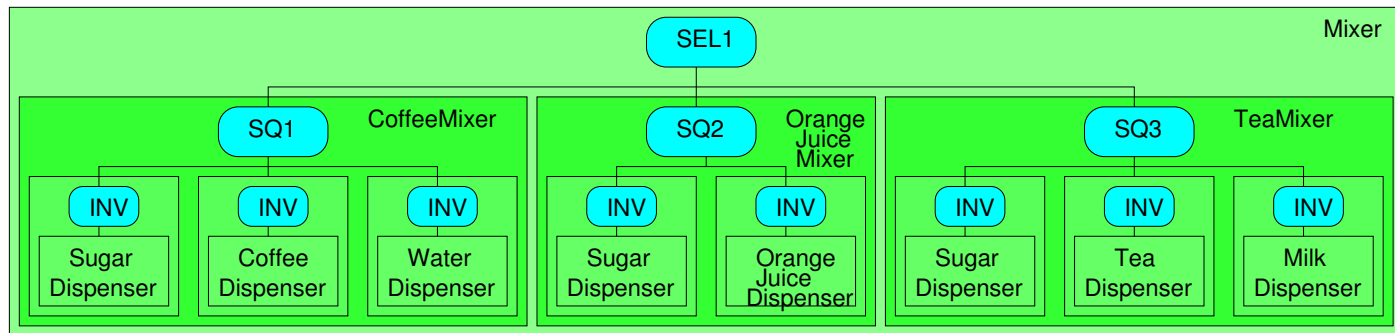 SEL1
Mixer
SQ1
CoffeeMixer
SQ2
Orange
Juice
Mixer
SQ3
TeaMixer
INV
INV
INV
INV
INV
INV
INV
INV
Sugar
Dispenser
Coffee
Dispenser
Water
Dispenser
Sugar
Dispenser
Orange
Juice
Dispenser
Sugar
Dispenser
Tea
Dispenser
Milk
Dispenser